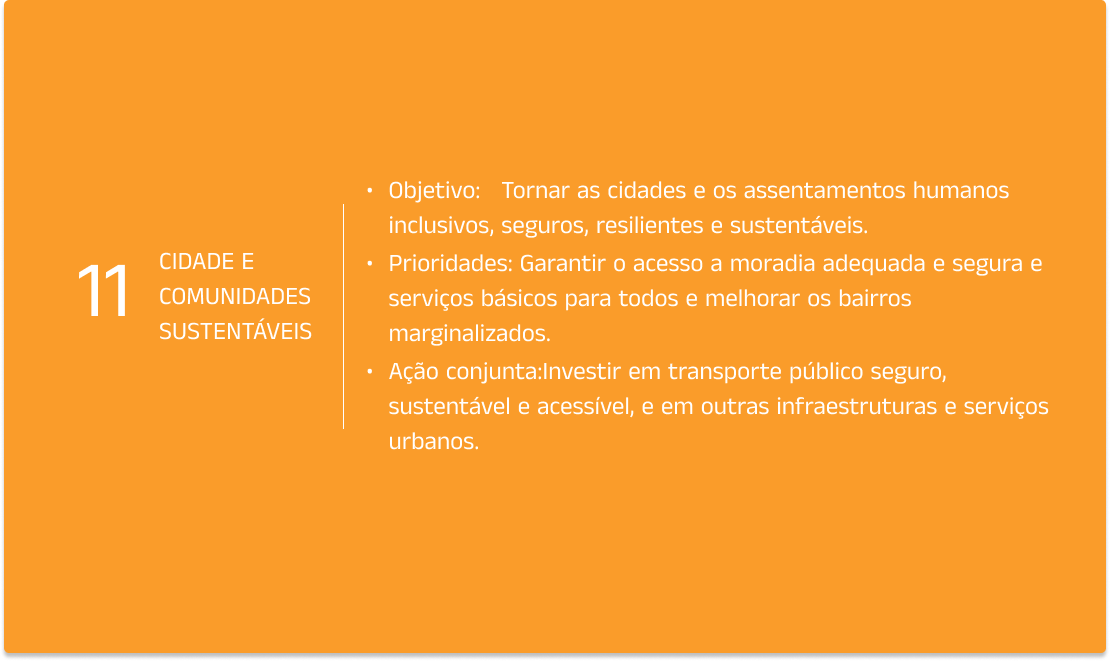 11
CIDADE E
COMUNIDADES
SUSTENTÁVEIS
• Objetivo: Tornar as cidades e os assentamentos humanos
inclusivos, seguros, resilientes e sustentáveis.
• Prioridades: Garantir o acesso a moradia adequada e segura e
serviços básicos para todos e melhorar os bairros
marginalizados.
• Ação conjunta:Investir em transporte público seguro,
sustentável e acessível, e em outras infraestruturas e serviços
urbanos.